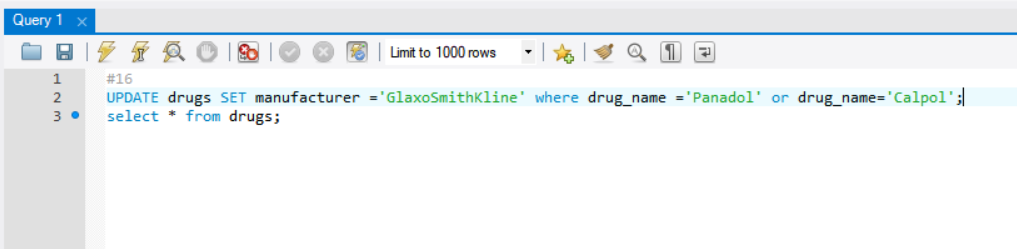 Query 1
Limit to 1000 rows
1 #16
2 UPDATE drugs SET manufacturer ='GlaxoSmithKline' where drug_name ='Panadol' or drug_name='Calpol';
3 select * from drugs;